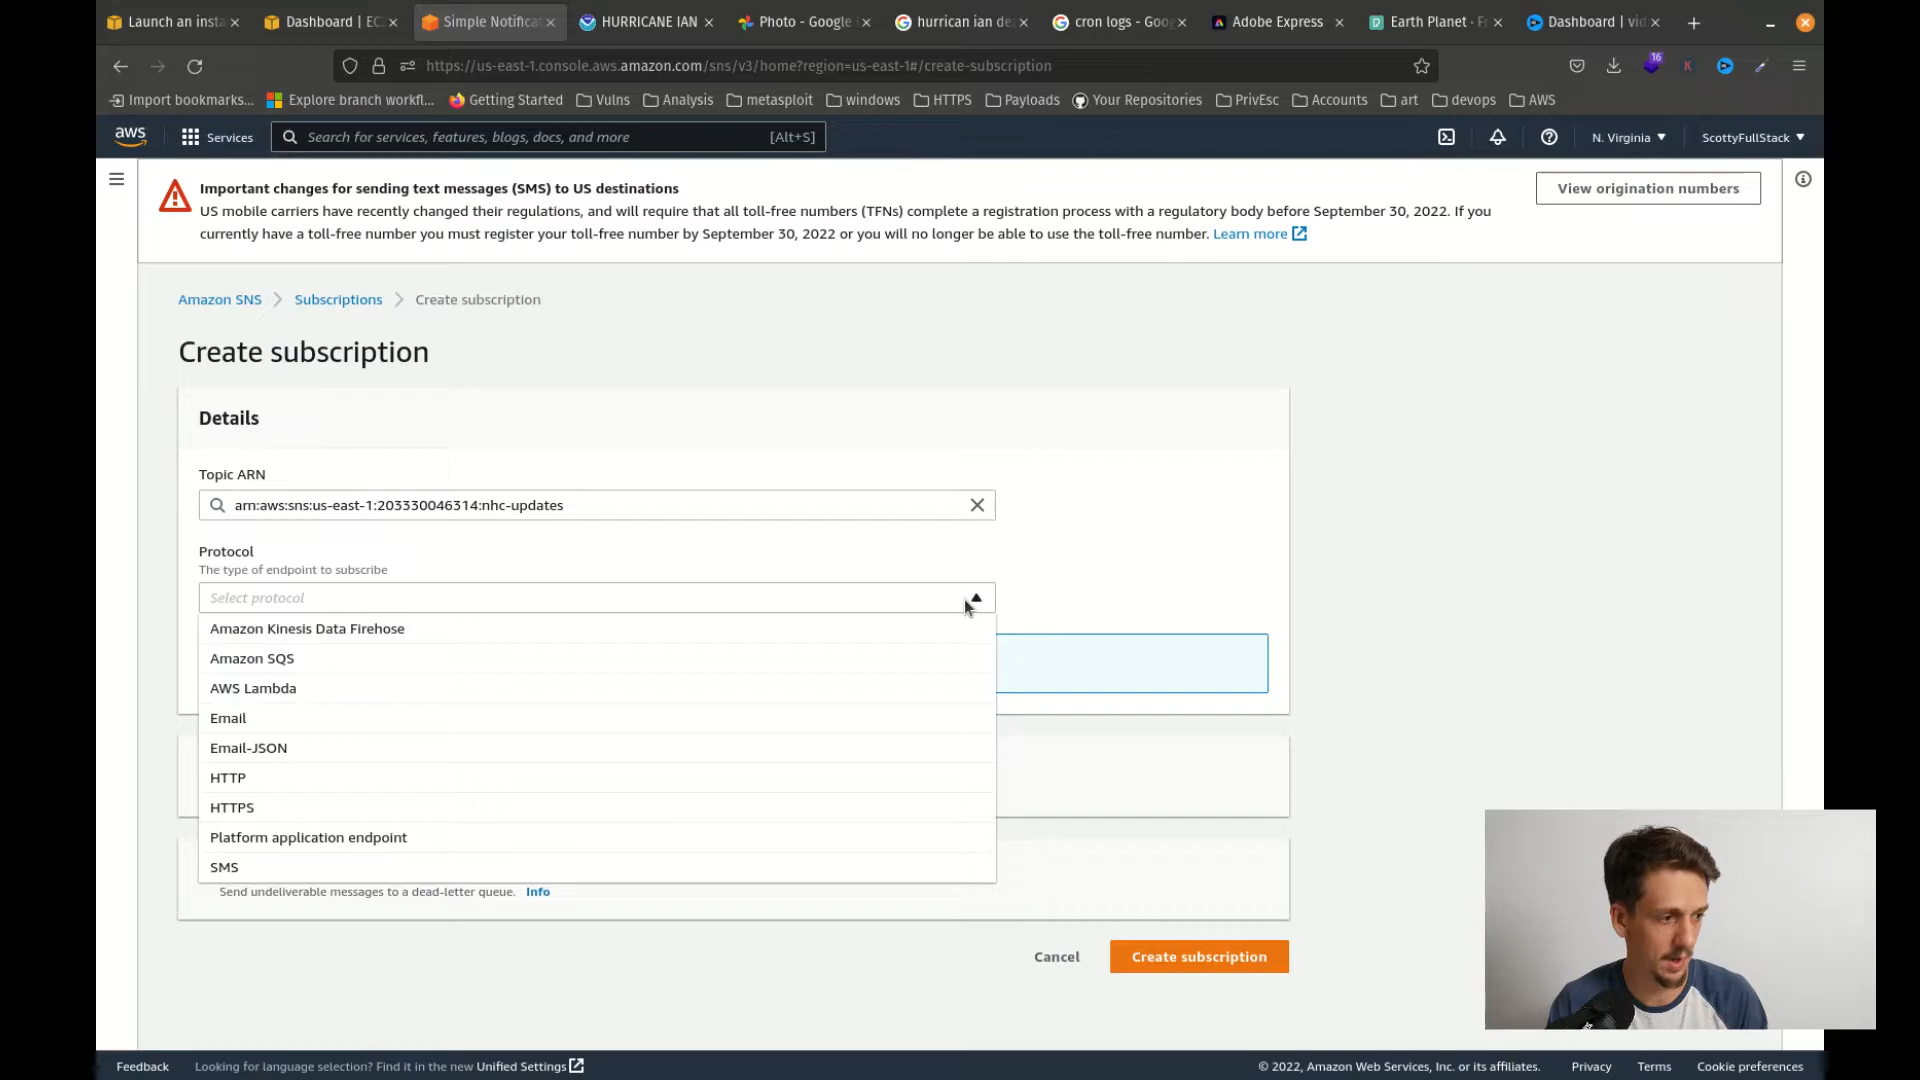 Launch an insta
Dashboard | EC
Simple Notificat
HURRICANE IAN
Photo - Google
hurrican ian de
cron logs - Goog
Adobe Express
Earth Planet - Fr
Dashboard | vid
https://us-east-1.console.aws.amazon.com/sns/v3/home?region=us-east-1#/create-subscription
16
K
Import bookmarks...
Explore branch workfl...
Getting Started
Vulns
Analysis
metasploit
windows
HTTPS
Payloads
Your Repositories
PrivEsc
Accounts
art
devops
AWS
aws
Services
Search for services, features, blogs, docs, and more
[Alt+S]
N. Virginia
ScottyFullStack
Important changes for sending text messages (SMS) to US destinations
US mobile carriers have recently changed their regulations, and will require that all toll-free numbers (TFNs) complete a registration process with a regulatory body before September 30, 2022. If you
currently have a toll-free number you must register your toll-free number by September 30, 2022 or you will no longer be able to use the toll-free number. Learn more
View origination numbers
Amazon SNS
Subscriptions
Create subscription
Create subscription
Details
Topic ARN
arn:aws:sns:us-east-1:203330046314:nhc-updates
Protocol
The type of endpoint to subscribe
Select protocol
Amazon Kinesis Data Firehose
Amazon SQS
AWS Lambda
Email
Email-JSON
HTTP
HTTPS
Platform application endpoint
SMS
Send undeliverable messages to a dead-letter queue. Info
Cancel
Create subscription
Feedback
Looking for language selection? Find it in the new Unified Settings
© 2022, Amazon Web Services, Inc. or its affiliates.
Privacy
Terms
Cookie preferences